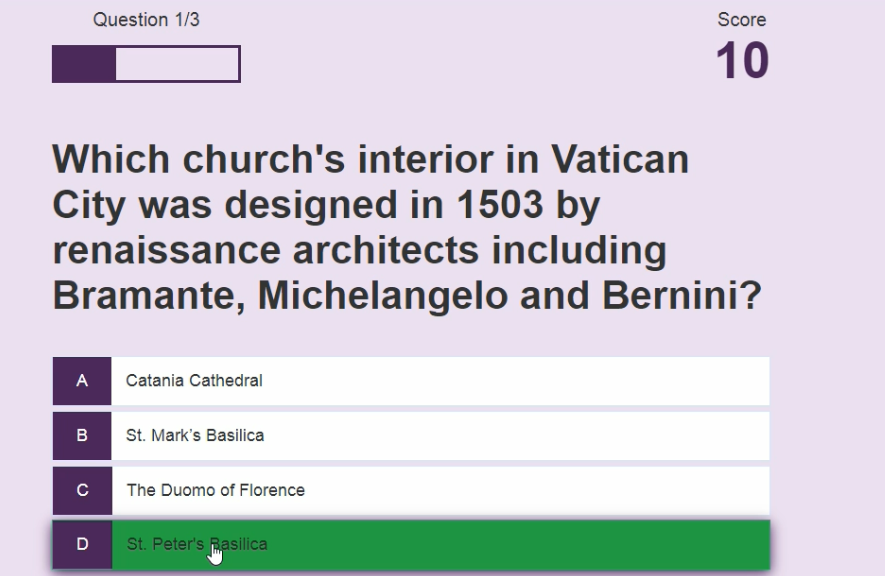 Question 1/3
Score
10
Which church's interior in Vatican
City was designed in 1503 by
renaissance architects including
Bramante, Michelangelo and Bernini?
A Catania Cathedral
B St. Mark’s Basilica
C The Duomo of Florence
D St. Peter's Basilica